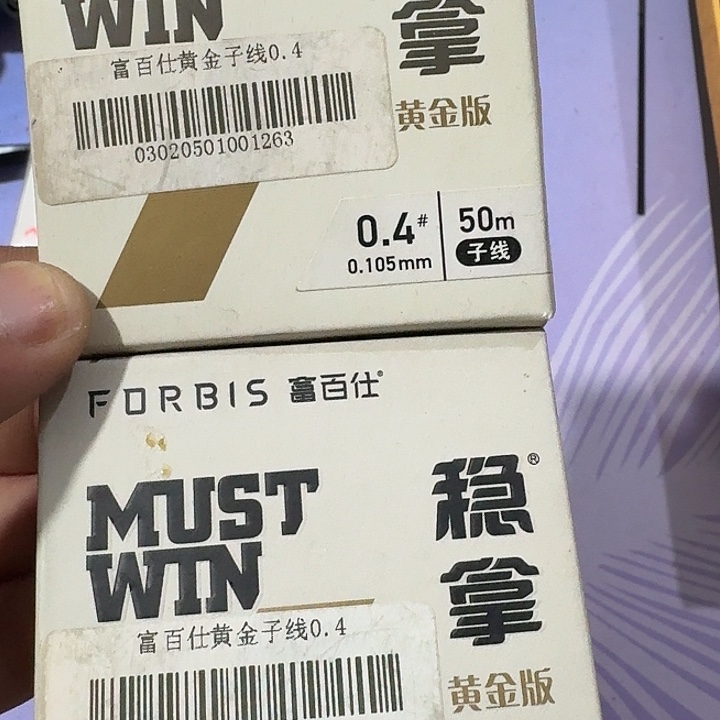 WIN
拿
富百仕黄金子线0.4
03020501001263
黄金版
0.4#
0.105mm
50m
子线
FORBIS 富百仕
MUST
WIN
稳®
拿
富百仕黄金子线0.4
黄金版